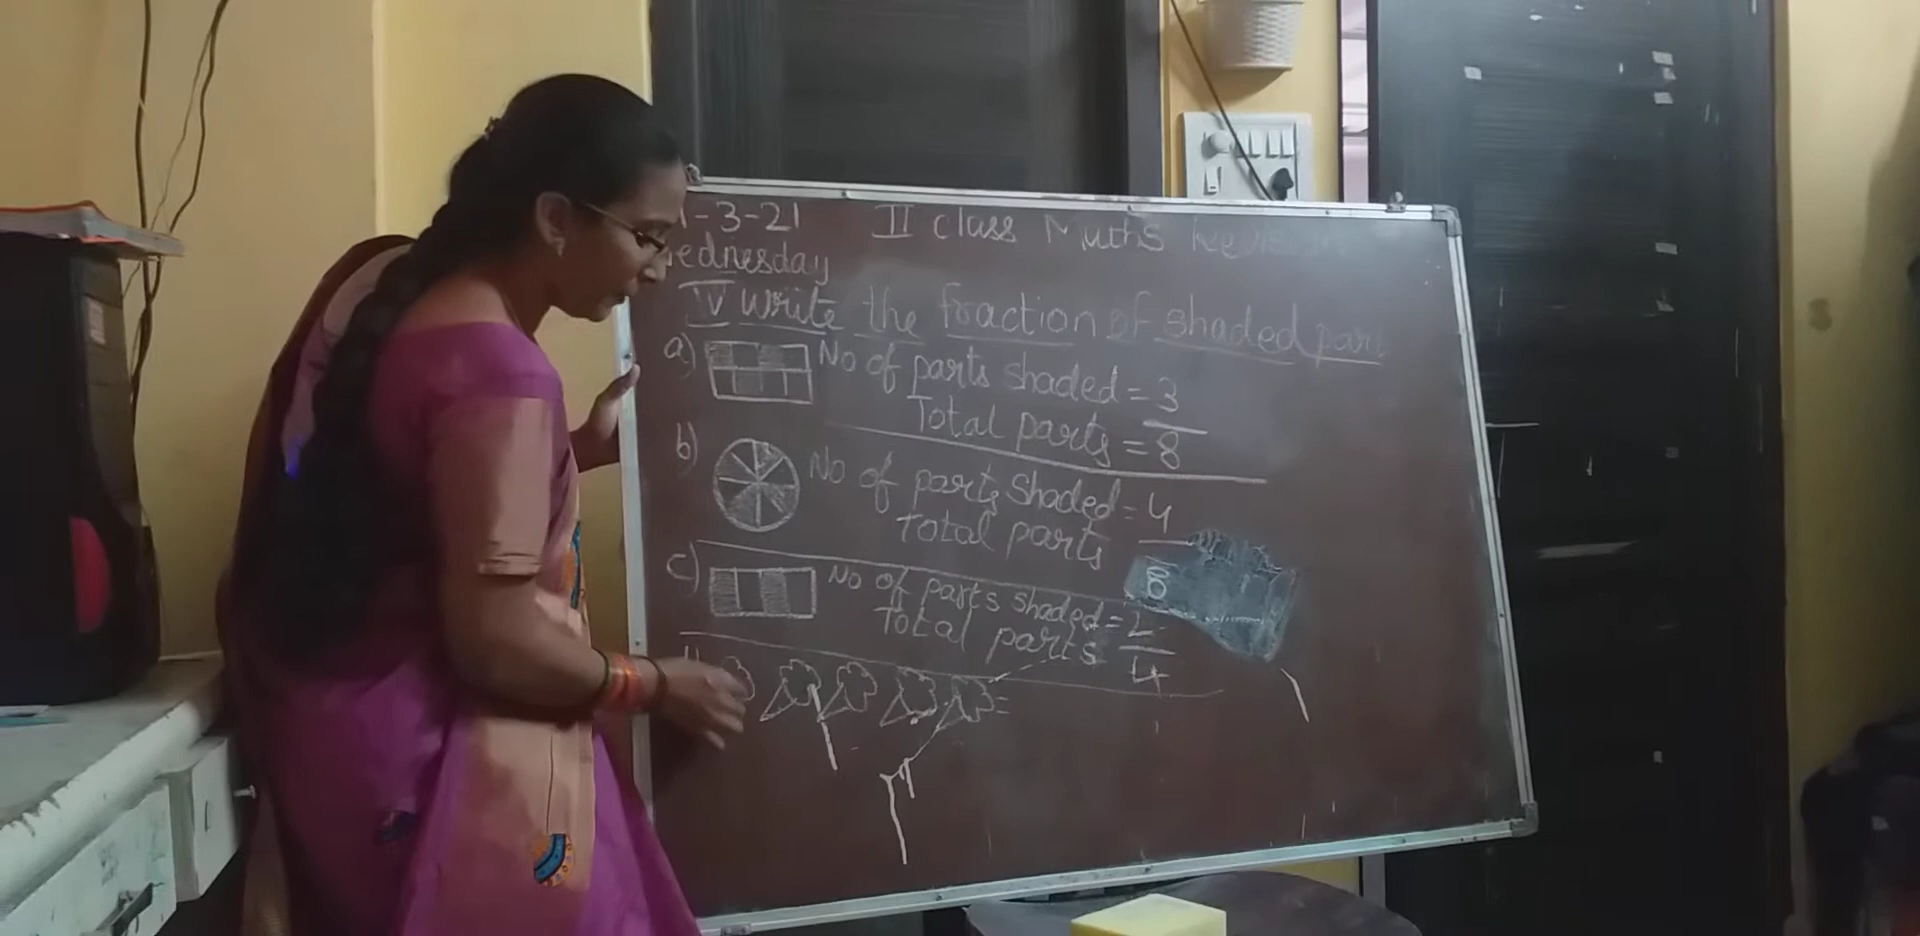 -3-21 II class Maths
ednesday
IV Write the fraction of shaded part
a) No of parts shaded = 3
Total parts = 8
b) No of parts shaded = 4
Total parts 8
c) No of parts shaded = 2
Total parts 4
=